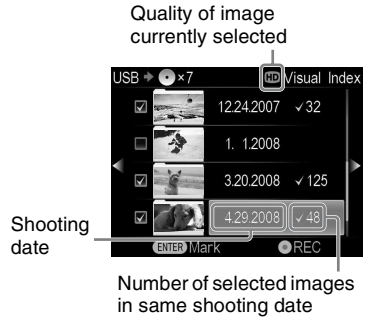 Quality of image
currently selected
USB ×7 HD Visual Index
12.24.2007 ✓32
1. 1.2008
3.20.2008 ✓125
Shooting
date
4.29.2008 ✓48
ENTER Mark REC
Number of selected images
in same shooting date